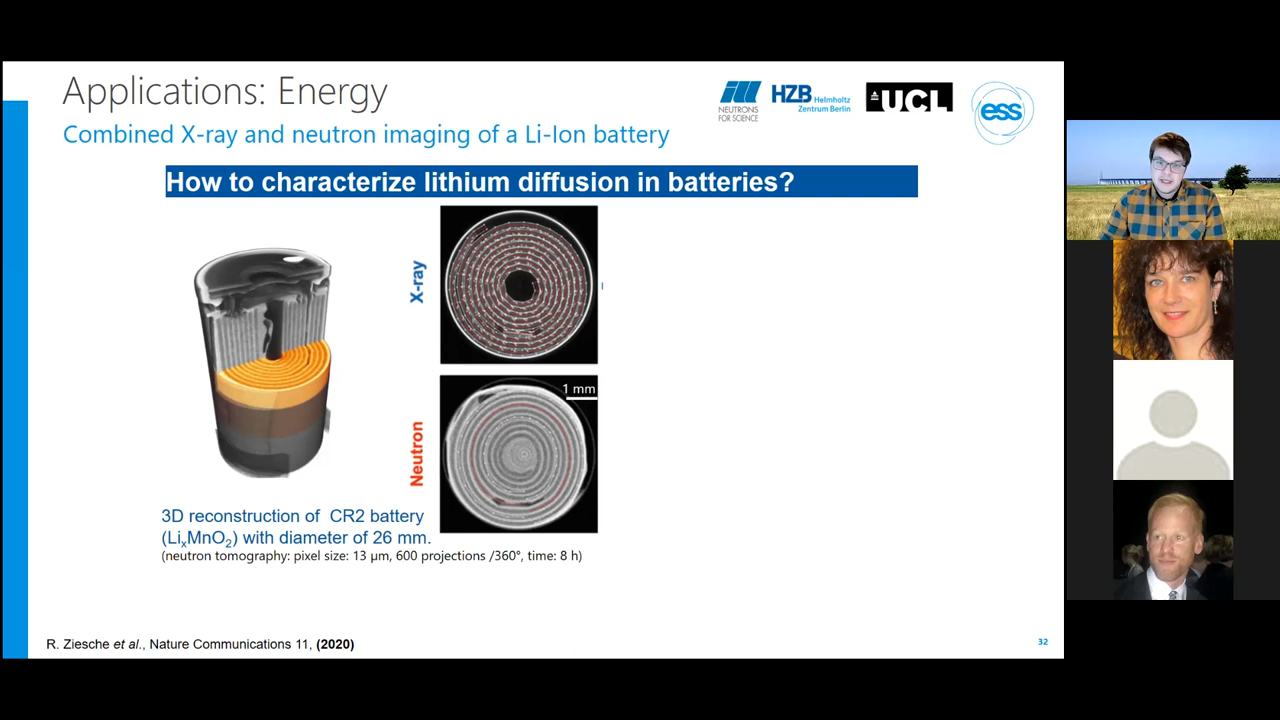 Applications: Energy
Combined X-ray and neutron imaging of a Li-Ion battery
ill
NEUTRONS
FOR SCIENCE
HZB Helmholtz
Zentrum Berlin
UCL
ess
How to characterize lithium diffusion in batteries?
X-ray
1 mm
Neutron
3D reconstruction of CR2 battery
(LixMnO2) with diameter of 26 mm.
(neutron tomography: pixel size: 13 µm, 600 projections /360°, time: 8 h)
R. Ziesche et al., Nature Communications 11, (2020)
32